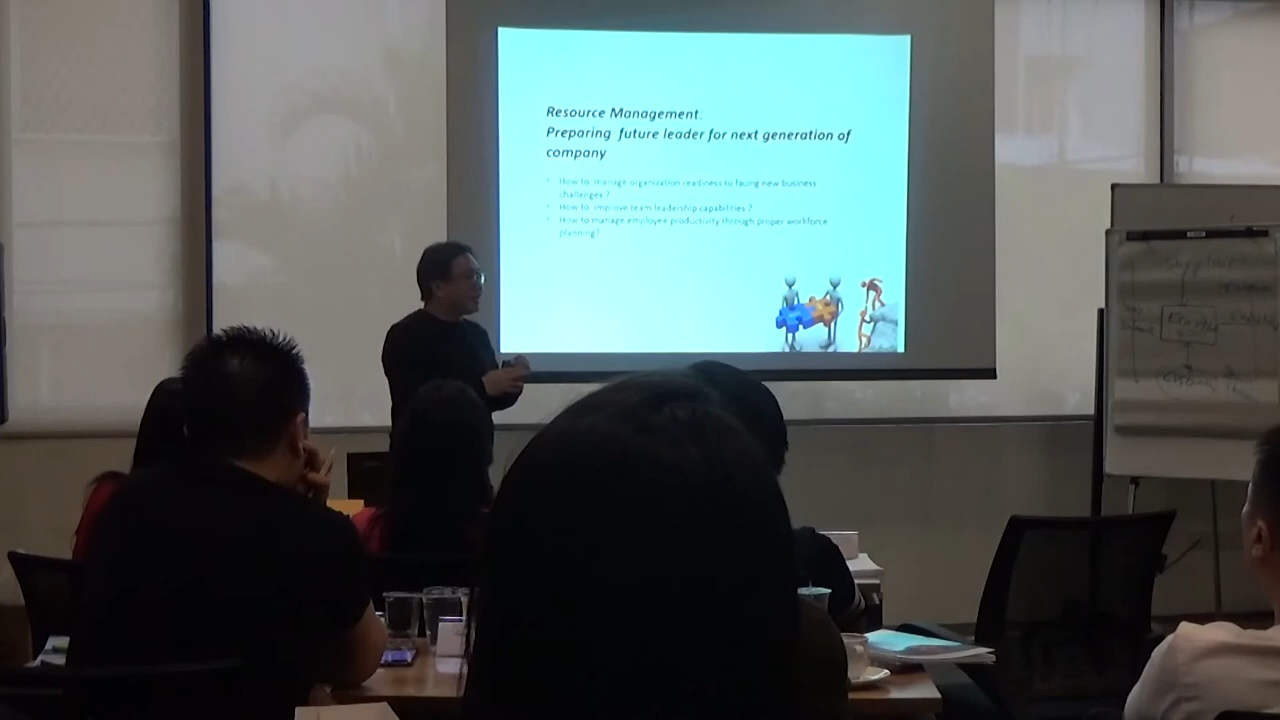 Resource Management:
Preparing future leader for next generation of
company
• How to manage organization readiness to facing new business
challenges ?
• How to improve team leadership capabilities ?
• How to manage employee productivity through proper workforce
planning?